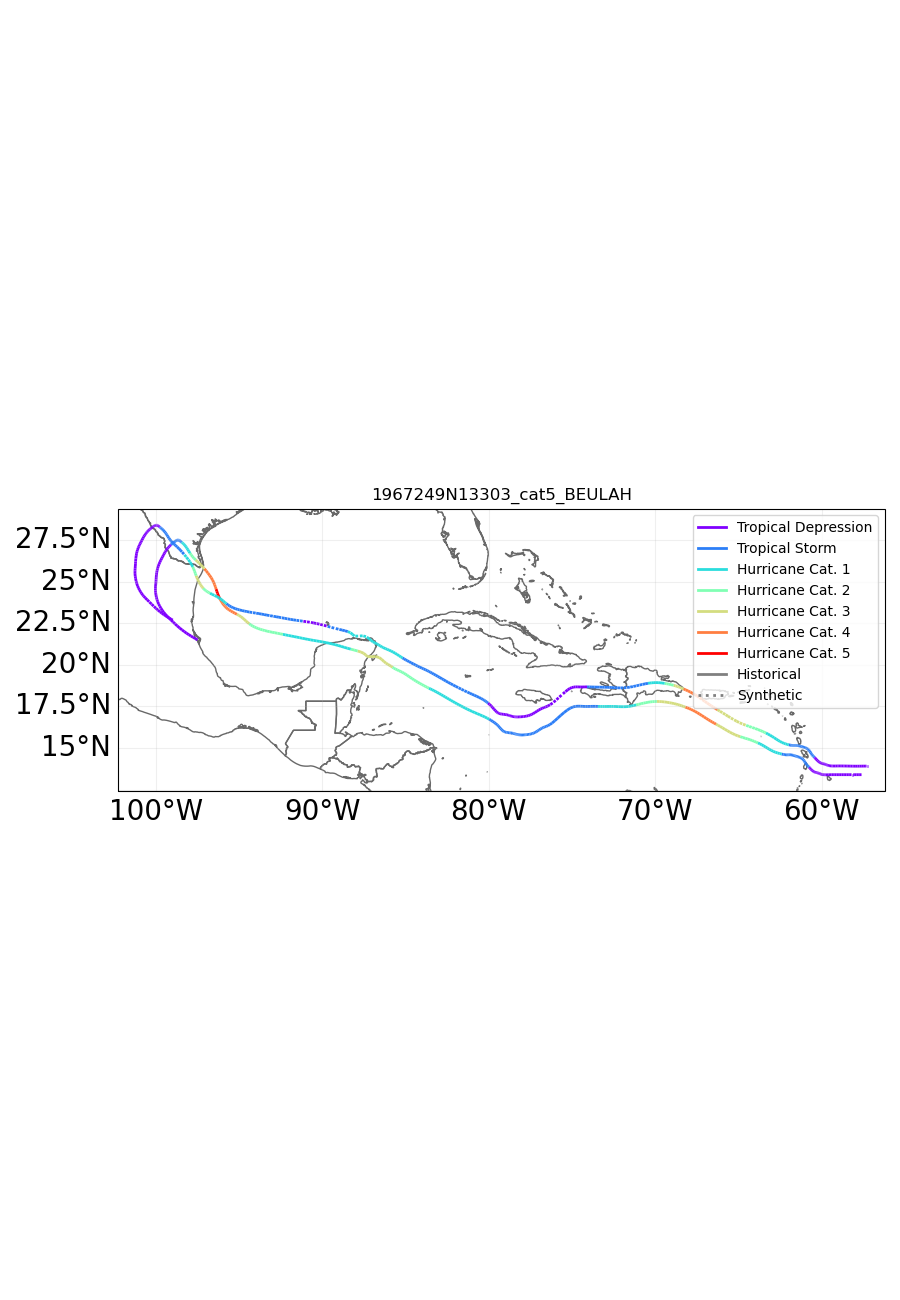 1967249N13303_cat5_BEULAH
Tropical Depression
Tropical Storm
Hurricane Cat. 1
Hurricane Cat. 2
Hurricane Cat. 3
Hurricane Cat. 4
Hurricane Cat. 5
Historical
Synthetic
27.5°N
25°N
22.5°N
20°N
17.5°N
15°N
100°W
90°W
80°W
70°W
60°W